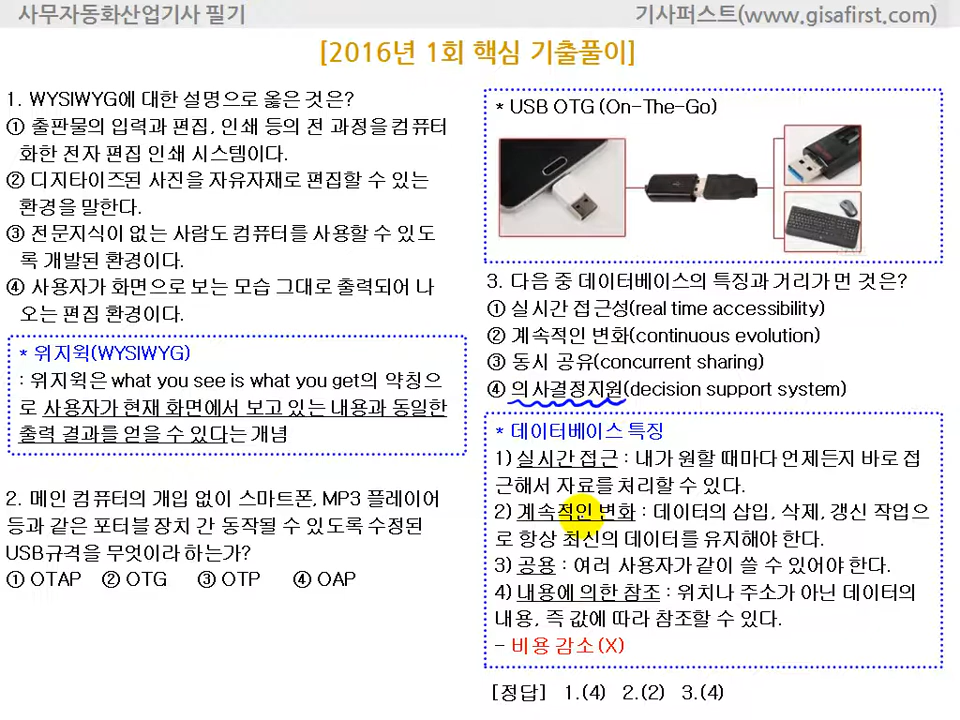 사무자동화산업기사 필기
기사퍼스트(www.gisafirst.com)
[2016년 1회 핵심 기출풀이]
1. WYSIWYG에 대한 설명으로 옳은 것은?
① 출판물의 입력과 편집, 인쇄 등의 전 과정을 컴퓨터
화한 전자 편집 인쇄 시스템이다.
② 디지타이즈된 사진을 자유자재로 편집할 수 있는
환경을 말한다.
③ 전문지식이 없는 사람도 컴퓨터를 사용할 수 있도
록 개발된 환경이다.
④ 사용자가 화면으로 보는 모습 그대로 출력되어 나
오는 편집 환경이다.
* 위지윅(WYSIWYG)
: 위지윅은 what you see is what you get의 약칭으
로 사용자가 현재 화면에서 보고 있는 내용과 동일한
출력 결과를 얻을 수 있다는 개념
2. 메인 컴퓨터의 개입 없이 스마트폰, MP3 플레이어
등과 같은 포터블 장치 간 동작될 수 있도록 수정된
USB규격을 무엇이라 하는가?
① OTAP ② OTG ③ OTP ④ OAP
* USB OTG (On-The-Go)
3. 다음 중 데이터베이스의 특징과 거리가 먼 것은?
① 실시간 접근성(real time accessibility)
② 계속적인 변화(continuous evolution)
③ 동시 공유(concurrent sharing)
④ 의사결정지원(decision support system)
* 데이터베이스 특징
1) 실시간 접근 : 내가 원할 때마다 언제든지 바로 접
근해서 자료를 처리할 수 있다.
2) 계속적인 변화 : 데이터의 삽입, 삭제, 갱신 작업으
로 항상 최신의 데이터를 유지해야 한다.
3) 공용 : 여러 사용자가 같이 쓸 수 있어야 한다.
4) 내용에 의한 참조 : 위치나 주소가 아닌 데이터의
내용, 즉 값에 따라 참조할 수 있다.
- 비용 감소(X)
[정답] 1.(4) 2.(2) 3.(4)